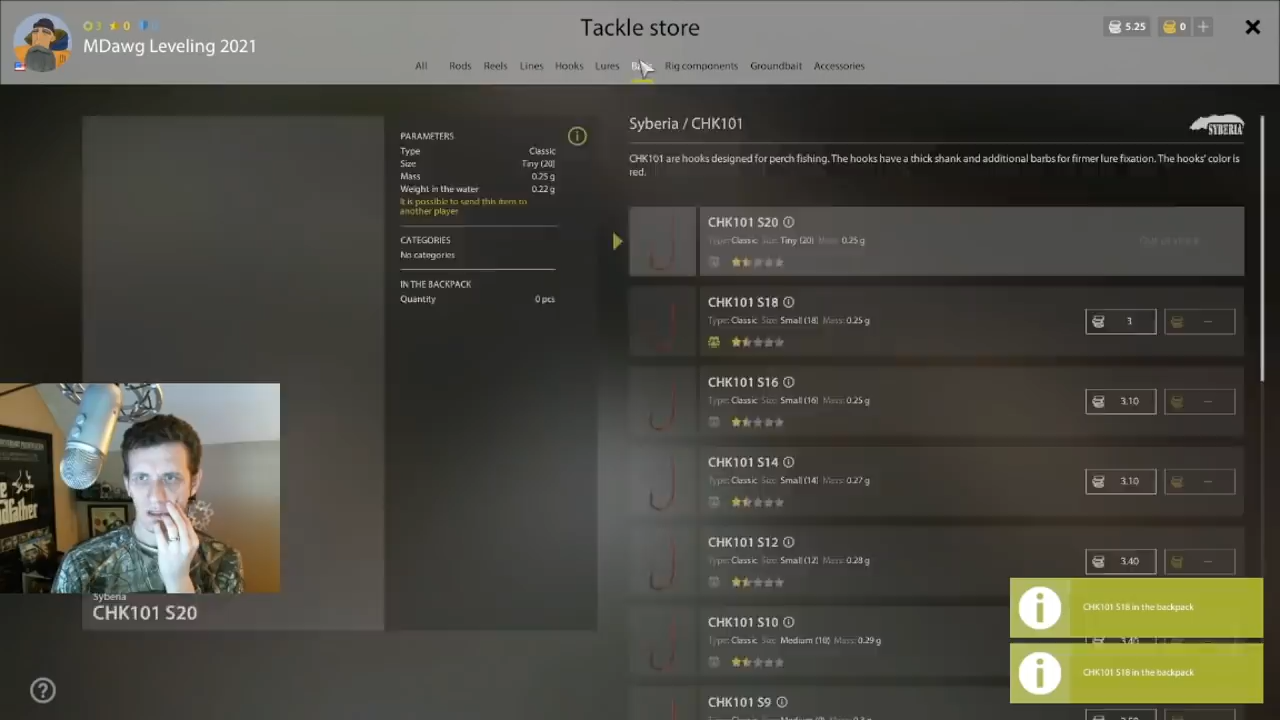 3 0
MDawg Leveling 2021
Tackle store
5.25 0 +
All Rods Reels Lines Hooks Lures Rig components Groundbait Accessories
PARAMETERS
Type Classic
Size Tiny (20)
Mass 0.25 g
Weight in the water 0.22 g
It is possible to send this item to
another player
CATEGORIES
No categories
IN THE BACKPACK
Quantity 0 pcs
Syberia
CHK101 S20
Syberia / CHK101
SYBERIA
CHK101 are hooks designed for perch fishing. The hooks have a thick shank and additional barbs for firmer lure fixation. The hooks' color is
red.
CHK101 S20
Type: Classic Size: Tiny (20) Mass: 0.25 g
Out of stock
CHK101 S18
Type: Classic Size: Small (18) Mass: 0.25 g
3 —
CHK101 S16
Type: Classic Size: Small (16) Mass: 0.25 g
3.10 —
CHK101 S14
Type: Classic Size: Small (14) Mass: 0.27 g
3.10 —
CHK101 S12
Type: Classic Size: Small (12) Mass: 0.28 g
3.40 —
CHK101 S10
Type: Classic Size: Medium (10) Mass: 0.29 g
3.40
CHK101 S9
CHK101 S18 in the backpack
CHK101 S18 in the backpack
?